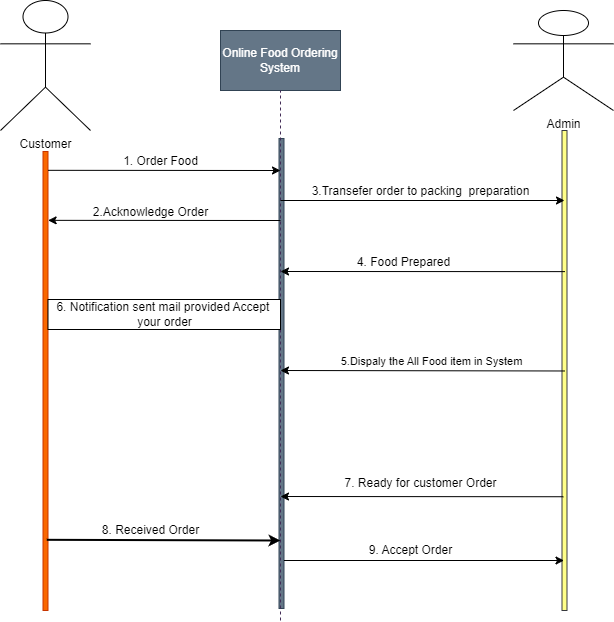 Online Food Ordering
System
Admin
Customer
1. Order Food
3.Transefer order to packing  preparation
2.Acknowledge Order
4. Food Prepared
6. Notification sent mail provided Accept
your order
5.Dispaly the All Food item in System
7. Ready for customer Order
8. Received Order
9. Accept Order